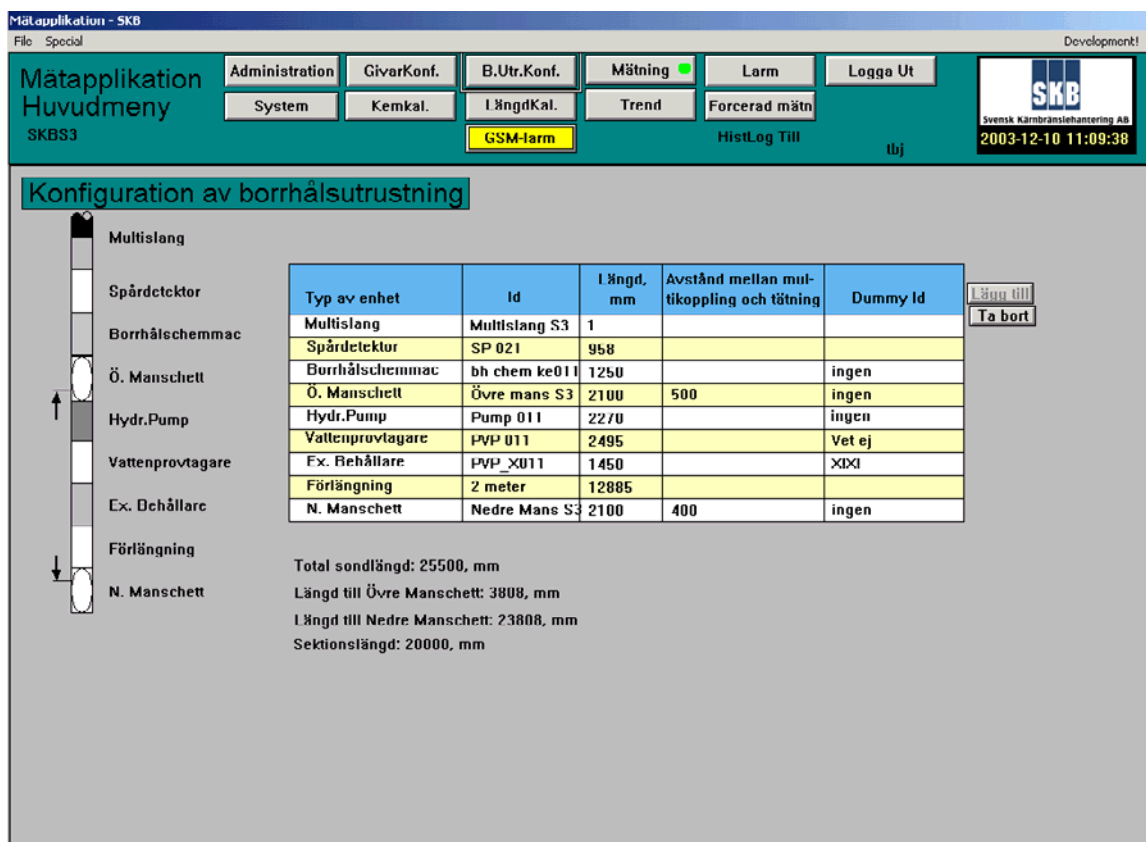 Mätapplikation - SKB
File Special Development!
Mätapplikation
Huvudmeny
SKBS3
Administration GivarKonf. B.Utr.Konf. Mätning Larm Logga Ut
System Kemkal. LängdKal. Trend Forcerad mätn
GSM-larm HistLog Till tbj
SKB
Svensk Kärnbränslehantering AB
2003-12-10 11:09:38
Konfiguration av borrhålsutrustning
Multislang
Spårdetektor
Borrhålschemmac
Ö. Manschett
Hydr.Pump
Vattenprovtagare
Ex. Behållare
Förlängning
N. Manschett
Typ av enhet Id Längd, mm Avstånd mellan mul-tikoppling och tätning Dummy Id
Multislang Multislang S3 1
Spårdetektor SP 021 958
Borrhålschemmac bh chem ke011 1250 ingen
Ö. Manschett Övre mans S3 2100 500 ingen
Hydr.Pump Pump 011 2270 ingen
Vattenprovtagare PVP 011 2495 Vet ej
Ex. Behållare PVP_X011 1450 XIXI
Förlängning 2 meter 12885
N. Manschett Nedre Mans S3 2100 400 ingen
Lägg till
Ta bort
Total sondlängd: 25500, mm
Längd till Övre Manschett: 3808, mm
Längd till Nedre Manschett: 23808, mm
Sektionslängd: 20000, mm